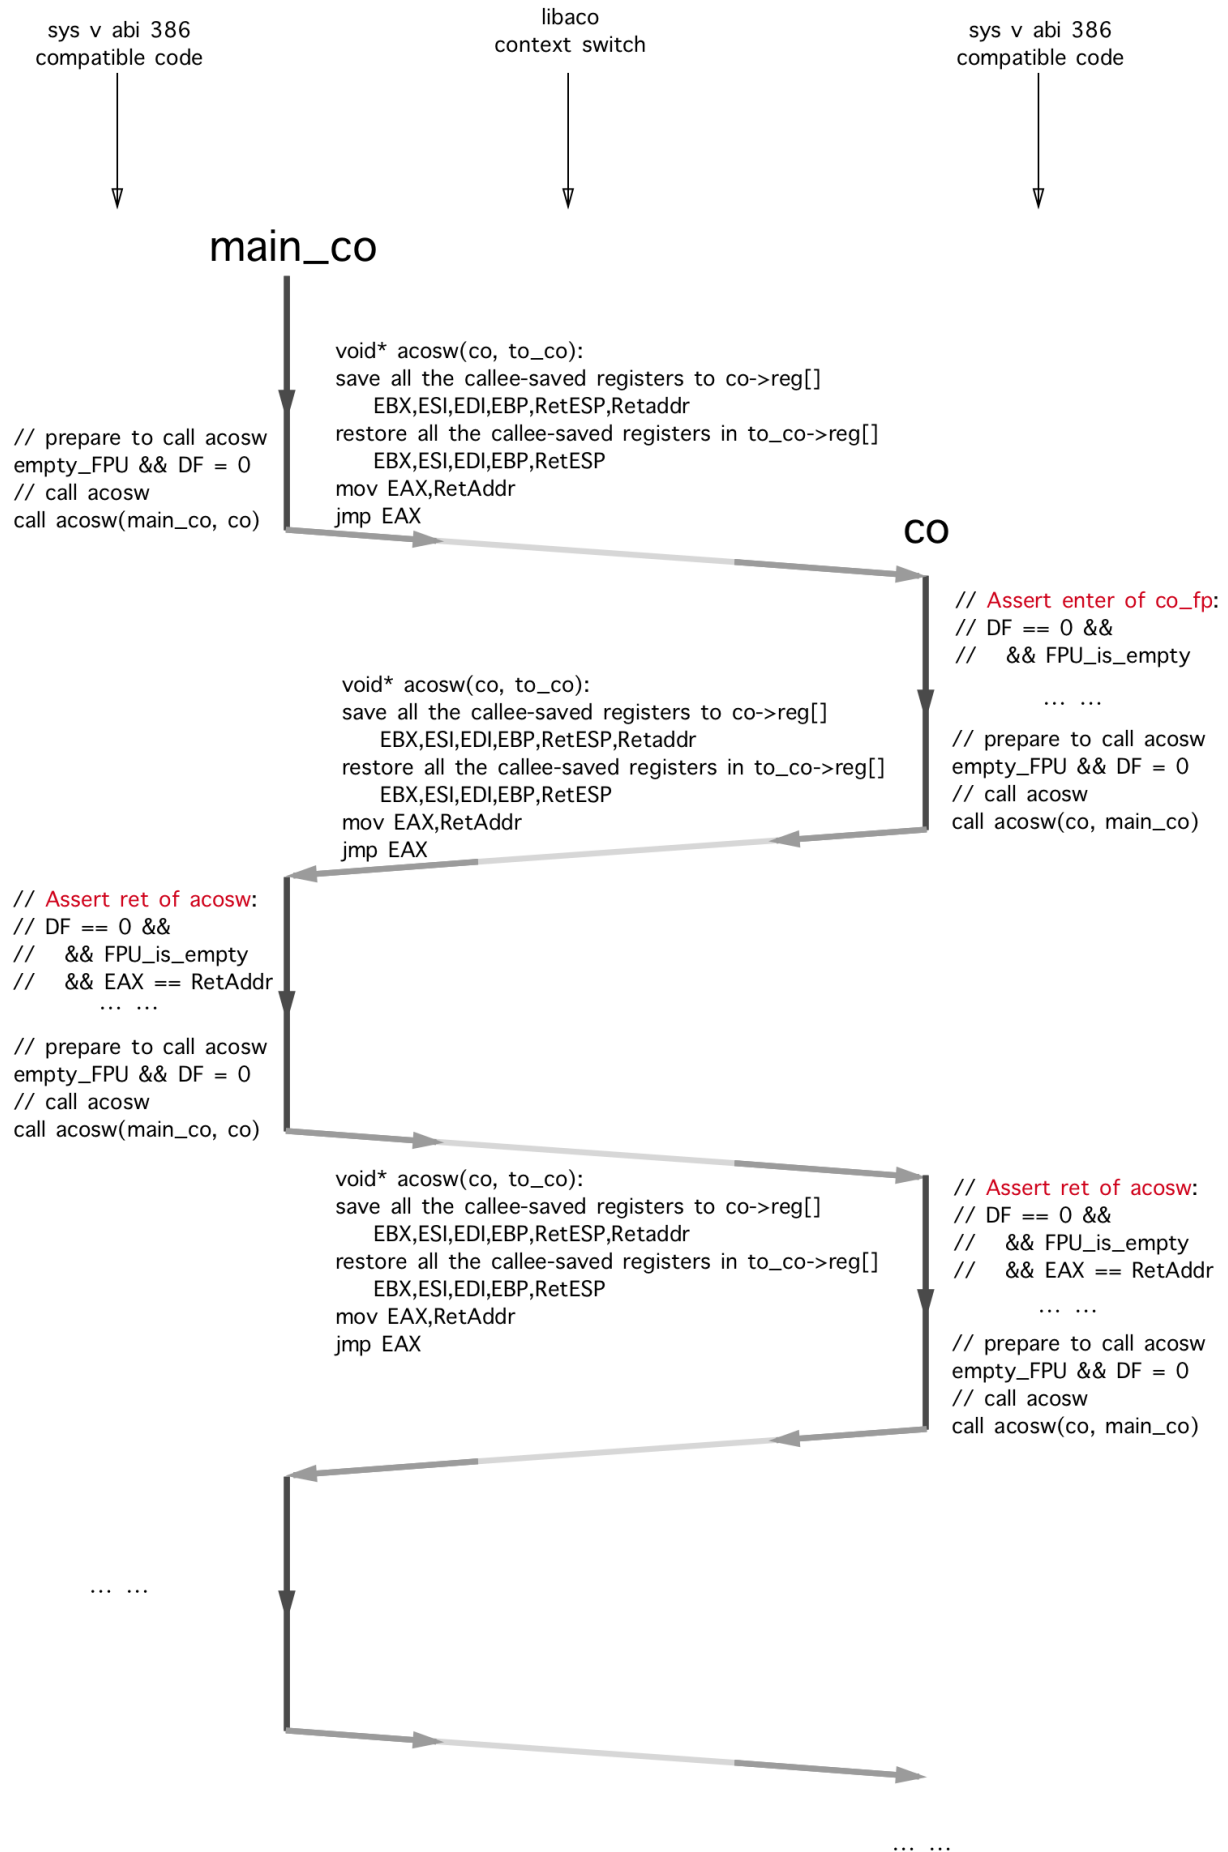 sys v abi 386
compatible code
libaco
context switch
sys v abi 386
compatible code
main_co
void* acosw(co, to_co):
save all the callee-saved registers to co->reg[]
EBX,ESI,EDI,EBP,RetESP,Retaddr
restore all the callee-saved registers in to_co->reg[]
EBX,ESI,EDI,EBP,RetESP
mov EAX,RetAddr
jmp EAX
// prepare to call acosw
empty_FPU && DF = 0
// call acosw
call acosw(main_co, co)
co
// Assert enter of co_fp:
// DF == 0 &&
//   && FPU_is_empty
... ...
// prepare to call acosw
empty_FPU && DF = 0
// call acosw
call acosw(co, main_co)
void* acosw(co, to_co):
save all the callee-saved registers to co->reg[]
EBX,ESI,EDI,EBP,RetESP,Retaddr
restore all the callee-saved registers in to_co->reg[]
EBX,ESI,EDI,EBP,RetESP
mov EAX,RetAddr
jmp EAX
// Assert ret of acosw:
// DF == 0 &&
//   && FPU_is_empty
//   && EAX == RetAddr
... ...
// prepare to call acosw
empty_FPU && DF = 0
// call acosw
call acosw(main_co, co)
void* acosw(co, to_co):
save all the callee-saved registers to co->reg[]
EBX,ESI,EDI,EBP,RetESP,Retaddr
restore all the callee-saved registers in to_co->reg[]
EBX,ESI,EDI,EBP,RetESP
mov EAX,RetAddr
jmp EAX
// Assert ret of acosw:
// DF == 0 &&
//   && FPU_is_empty
//   && EAX == RetAddr
... ...
// prepare to call acosw
empty_FPU && DF = 0
// call acosw
call acosw(co, main_co)
... ...
... ...